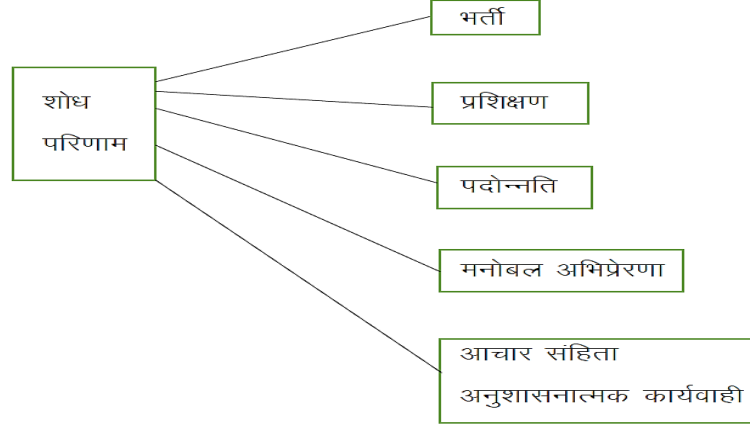 शोध
परिणाम
भर्ती
प्रशिक्षण
पदोन्नति
मनोबल अभिप्रेरणा
आचार संहिता
अनुशासनात्मक कार्यवाही